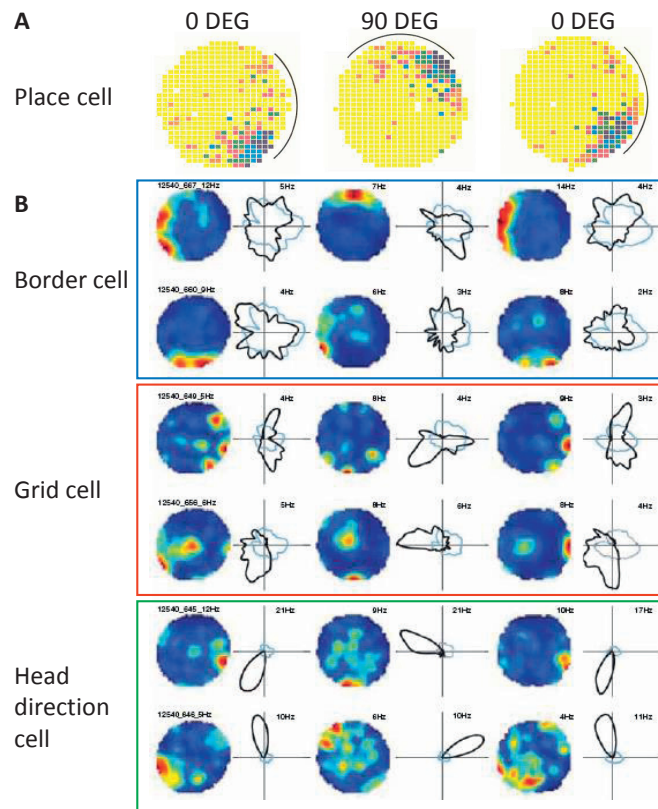 A
0 DEG
90 DEG
0 DEG
Place cell
B
Border cell
12540_667_12Hz
5Hz
7Hz
4Hz
14Hz
4Hz
12540_660_9Hz
4Hz
6Hz
3Hz
8Hz
2Hz
Grid cell
12540_649_5Hz
4Hz
8Hz
4Hz
9Hz
3Hz
12540_656_6Hz
5Hz
8Hz
6Hz
8Hz
4Hz
Head
direction
cell
12540_645_12Hz
21Hz
9Hz
21Hz
10Hz
17Hz
12540_646_5Hz
10Hz
6Hz
10Hz
4Hz
11Hz